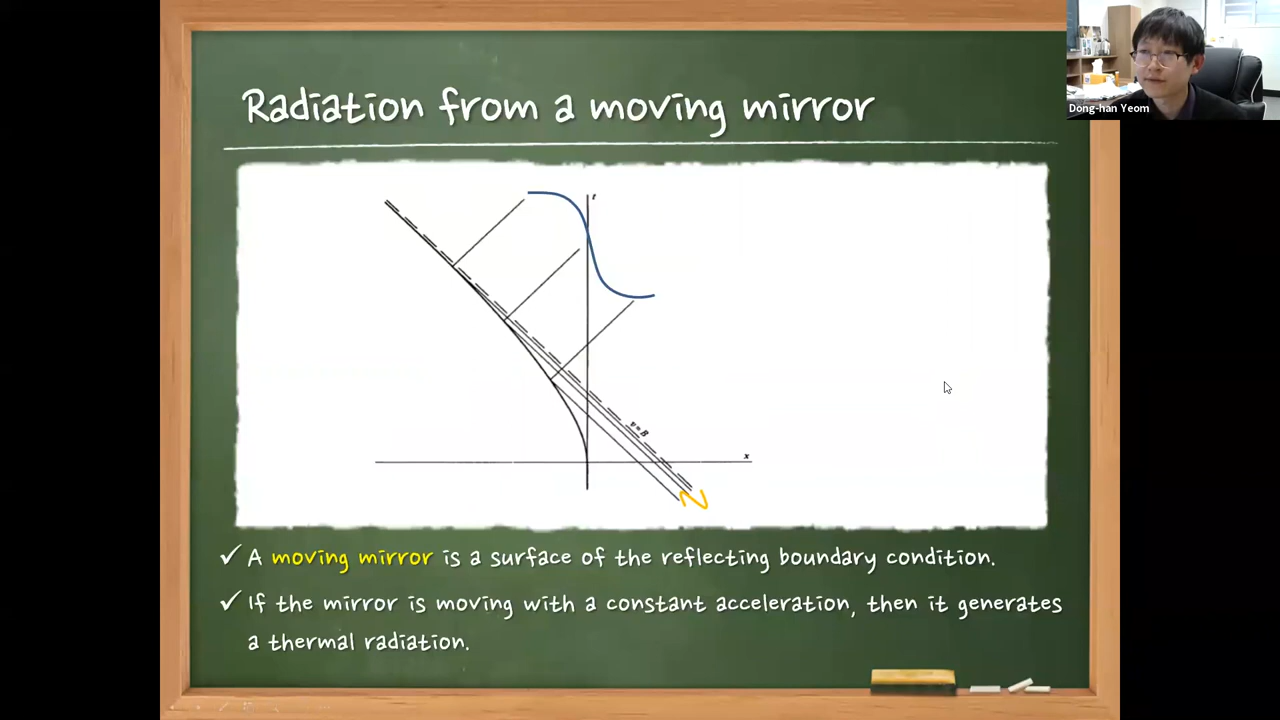 Dong-han Yeom
Radiation from a moving mirror
t
v=B
x
✓ A moving mirror is a surface of the reflecting boundary condition.
✓ If the mirror is moving with a constant acceleration, then it generates
a thermal radiation.